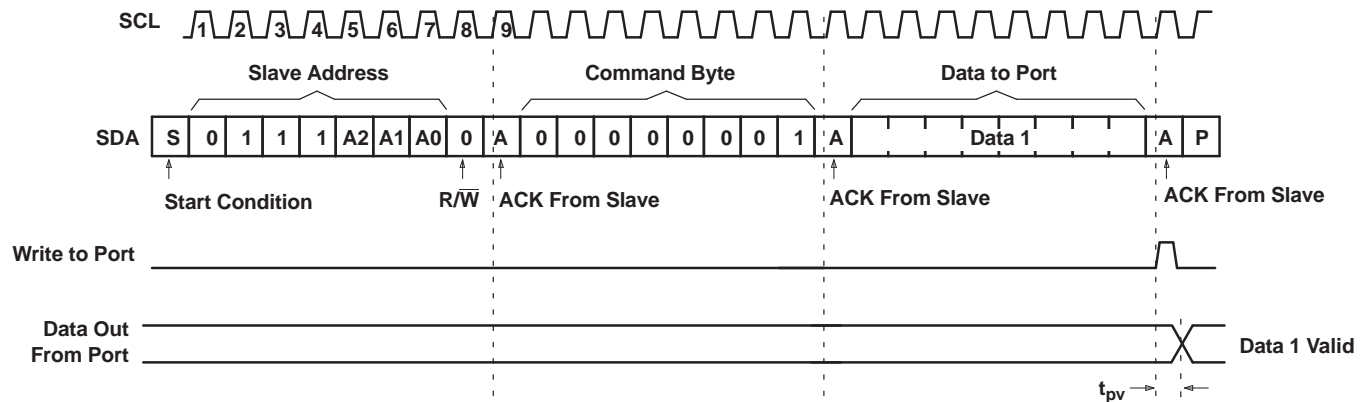 SCL 1 2 3 4 5 6 7 8 9
Slave Address Command Byte Data to Port
SDA S 0 1 1 1 A2 A1 A0 0 A 0 0 0 0 0 0 0 1 A Data 1 A P
Start Condition R/W ACK From Slave ACK From Slave ACK From Slave
Write to Port
Data Out
From Port
Data 1 Valid
tpv